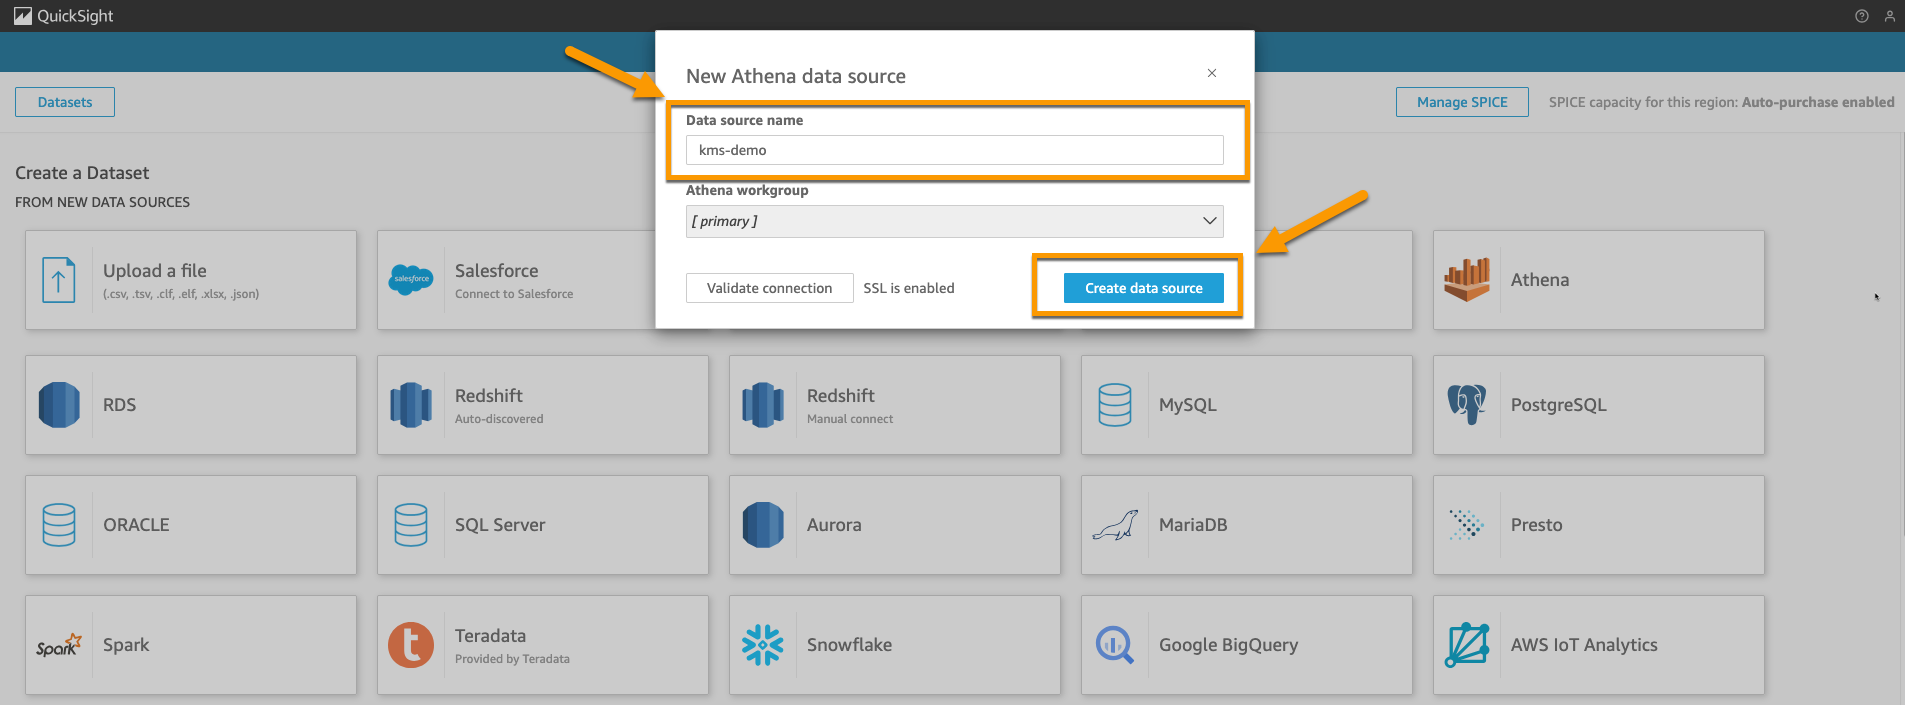 QuickSight
New Athena data source
Datasets
Manage SPICE
SPICE capacity for this region: Auto-purchase enabled
Data source name
kms-demo
Athena workgroup
[ primary ]
Validate connection
SSL is enabled
Create data source
Create a Dataset
FROM NEW DATA SOURCES
Upload a file
(.csv, .tsv, .clf, .elf, .xlsx, .json)
salesforce
Salesforce
Connect to Salesforce
Athena
RDS
Redshift
Auto-discovered
Redshift
Manual connect
MySQL
PostgreSQL
ORACLE
SQL Server
Aurora
MariaDB
Presto
Spark
Spark
t
Teradata
Provided by Teradata
Snowflake
Google BigQuery
AWS IoT Analytics